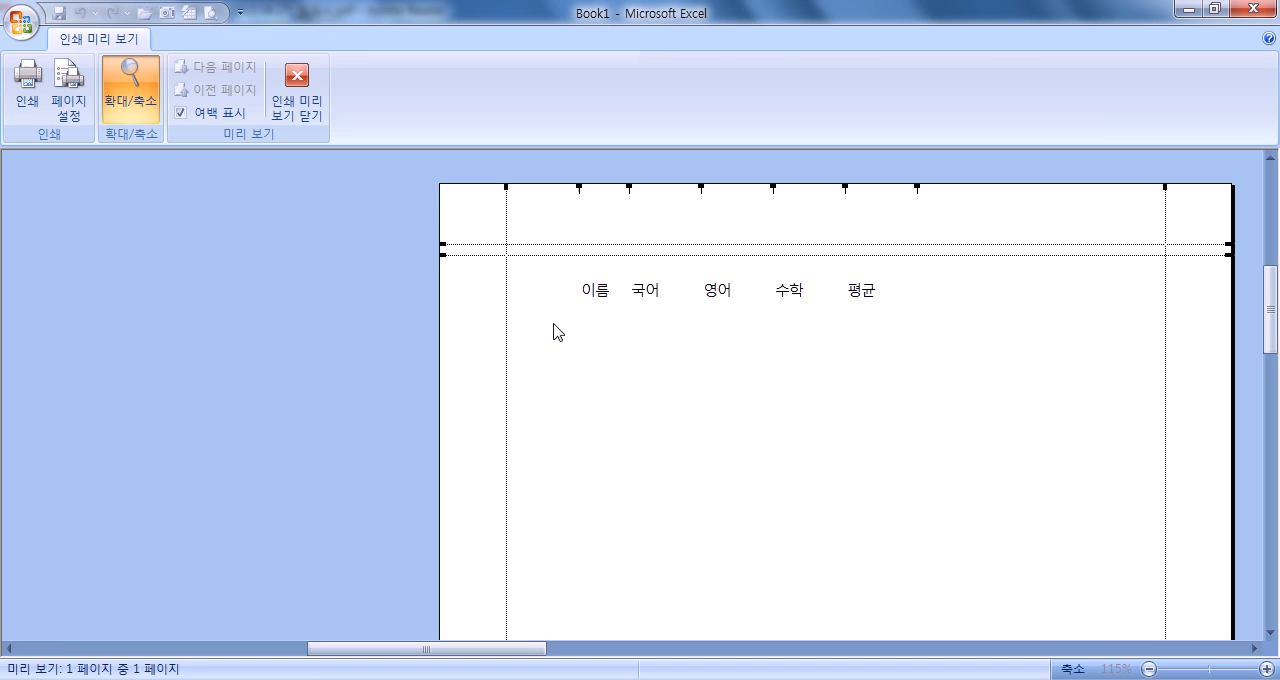 Book1 - Microsoft Excel
인쇄 미리 보기
인쇄
페이지 설정
확대/축소
다음 페이지
이전 페이지
여백 표시
인쇄 미리 보기 닫기
인쇄
확대/축소
미리 보기
이름 국어 영어 수학 평균
미리 보기: 1 페이지 중 1 페이지
축소 115%